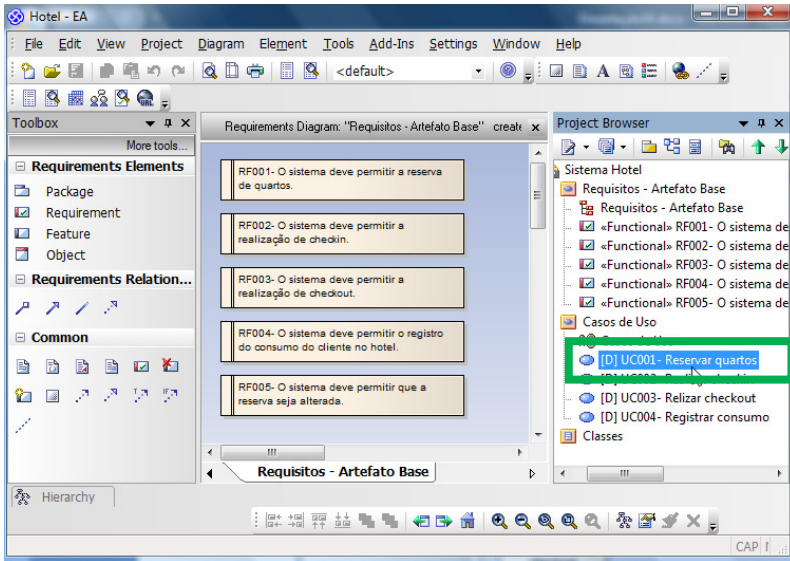 Hotel - EA
File Edit View Project Diagram Element Tools Add-Ins Settings Window Help
<default>
A
Toolbox
More tools...
Requirements Elements
Package
Requirement
Feature
Object
Requirements Relation...
Common
Hierarchy
Requirements Diagram: "Requisitos - Artefato Base" create
RF001- O sistema deve permitir a reserva
de quartos.
RF002- O sistema deve permitir a
realização de checkin.
RF003- O sistema deve permitir a
realização de checkout.
RF004- O sistema deve permitir o registro
do consumo do cliente no hotel.
RF005- O sistema deve permitir que a
reserva seja alterada.
Requisitos - Artefato Base
Project Browser
Sistema Hotel
Requisitos - Artefato Base
Requisitos - Artefato Base
«Functional» RF001- O sistema de
«Functional» RF002- O sistema de
«Functional» RF003- O sistema de
«Functional» RF004- O sistema de
«Functional» RF005- O sistema de
Casos de Uso
[D] UC001- Reservar quartos
[D] UC003- Relizar checkout
[D] UC004- Registrar consumo
Classes
CAP